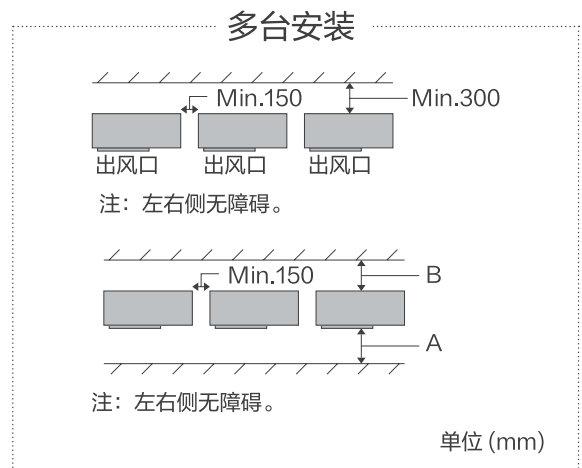 多台安装
Min.150
Min.300
出风口 出风口 出风口
注：左右侧无障碍。
Min.150
B
A
注：左右侧无障碍。
单位 (mm)